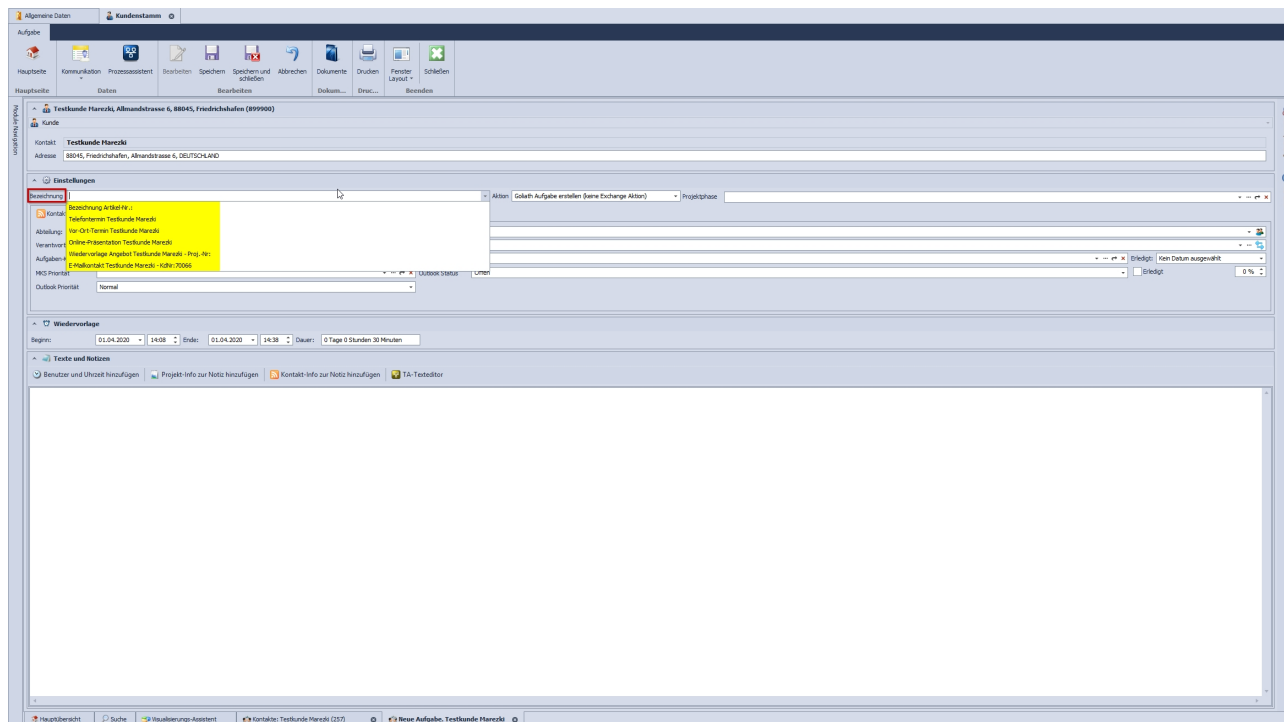 Allgemeine Daten Kundenstamm
Aufgabe
Hauptseite Kommunikation Prozessassistent Bearbeiten Speichern Speichern und schließen Abbrechen Dokumente Drucken Fenster Layout Schließen
Hauptseite Daten Bearbeiten Dokum... Druc... Beenden
Module Navigation
Testkunde Marezki, Allmandstrasse 6, 88045, Friedrichshafen (899900)
Kunde
Kontakt Testkunde Marezki
Adresse 88045, Friedrichshafen, Allmandstrasse 6, DEUTSCHLAND
Einstellungen
Bezeichnung Aktion Goliath Aufgabe erstellen (keine Exchange Aktion) Projektphase
Bezeichnung Artikel-Nr.:
Kontak
Telefontermin Testkunde Marezki
Abteilung: Vor-Ort-Termin Testkunde Marezki
Verantwort Online-Präsentation Testkunde Marezki
Aufgaben-K Wiedervorlage Angebot Testkunde Marezki - Proj.-Nr: Erledigt: Kein Datum ausgewählt
E-Mailkontakt Testkunde Marezki - KdNr:70066
MKS Priorität Outlook Status Offen Erledigt 0 %
Outlook Priorität Normal
Wiedervorlage
Beginn: 01.04.2020 14:08 Ende: 01.04.2020 14:38 Dauer: 0 Tage 0 Stunden 30 Minuten
Texte und Notizen
Benutzer und Uhrzeit hinzufügen Projekt-Info zur Notiz hinzufügen Kontakt-Info zur Notiz hinzufügen TA-Texteditor
Hauptübersicht Suche Visualisierungs-Assistent Kontakte: Testkunde Marezki (257) Neue Aufgabe, Testkunde Marezki